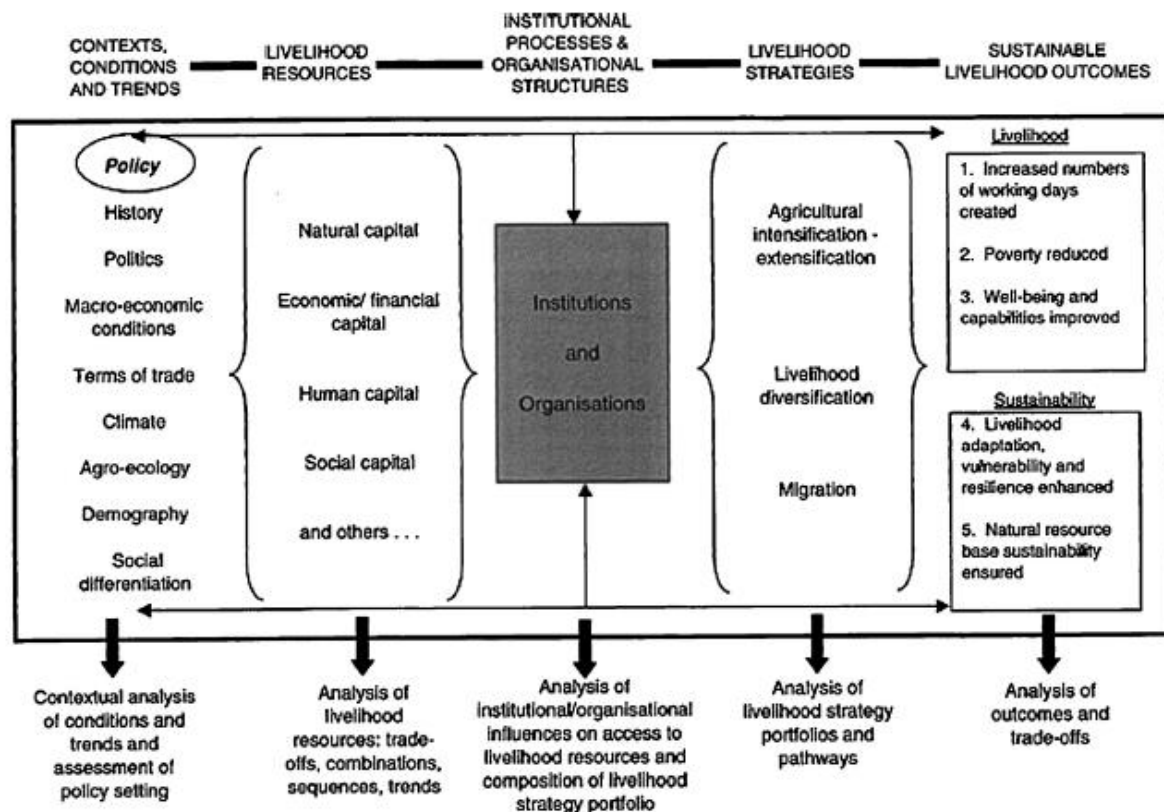 CONTEXTS,
CONDITIONS
AND TRENDS
LIVELIHOOD
RESOURCES
INSTITUTIONAL
PROCESSES &
ORGANISATIONAL
STRUCTURES
LIVELIHOOD
STRATEGIES
SUSTAINABLE
LIVELIHOOD OUTCOMES
Policy
History
Politics
Macro-economic
conditions
Terms of trade
Climate
Agro-ecology
Demography
Social
differentiation
Natural capital
Economic/ financial
capital
Human capital
Social capital
and others . . .
Institutions
and
Organisations
Agricultural
intensification -
extensification
Livelihood
diversification
Migration
Livelihood
1. Increased numbers
of working days
created
2. Poverty reduced
3. Well-being and
capabilities improved
Sustainability
4. Livelihood
adaptation,
vulnerability and
resilience enhanced
5. Natural resource
base sustainability
ensured
Contextual analysis
of conditions and
trends and
assessment of
policy setting
Analysis of
livelihood
resources: trade-
offs, combinations,
sequences, trends
Analysis of
institutional/organisational
influences on access to
livelihood resources and
composition of livelihood
strategy portfolio
Analysis of
livelihood strategy
portfolios and
pathways
Analysis of
outcomes and
trade-offs